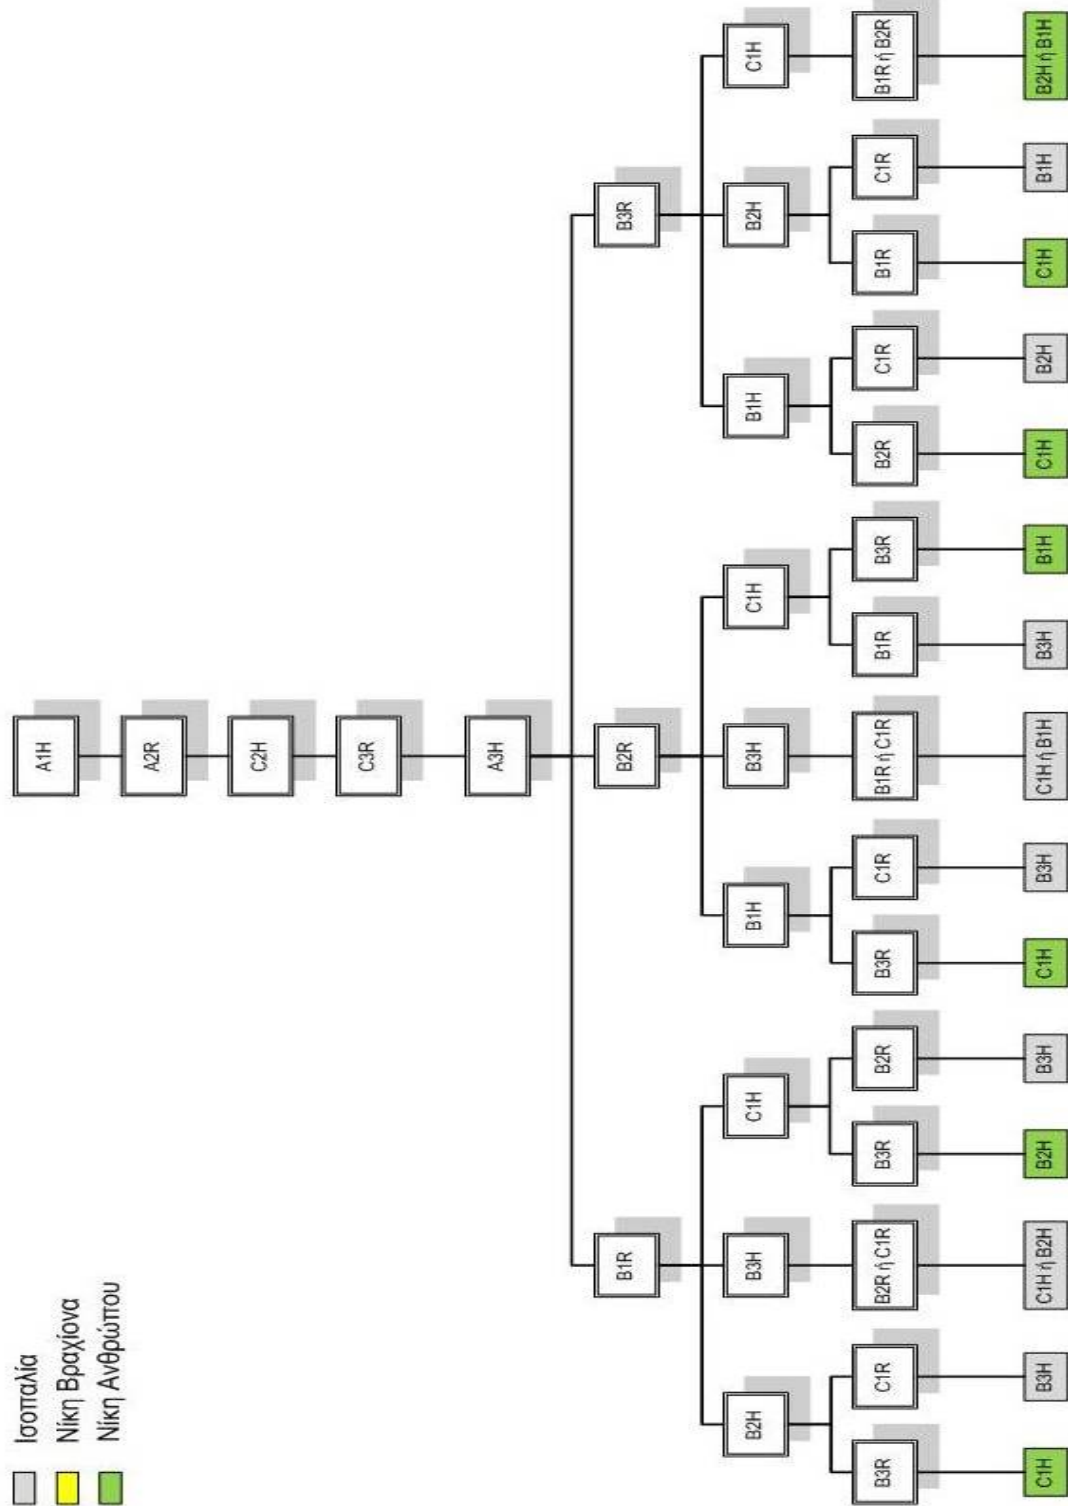 Ισοπαλία
Νίκη Βραχίονα
Νίκη Ανθρώπου
A1H
A2R
C2H
C3R
A3H
B1R
B2R
B3R
B2H
B3H
C1H
B1H
B3H
C1H
B1H
B2H
C1H
B3R
C1R
B2R ή C1R
B3R
B2R
B3R
C1R
B1R ή C1R
B1R
B3R
B2R
C1R
B1R
C1R
B1R ή B2R
C1H
B3H
C1H ή B2H
B2H
B3H
C1H
B3H
C1H ή B1H
B3H
B1H
C1H
B2H
C1H
B1H
B2H ή B1H